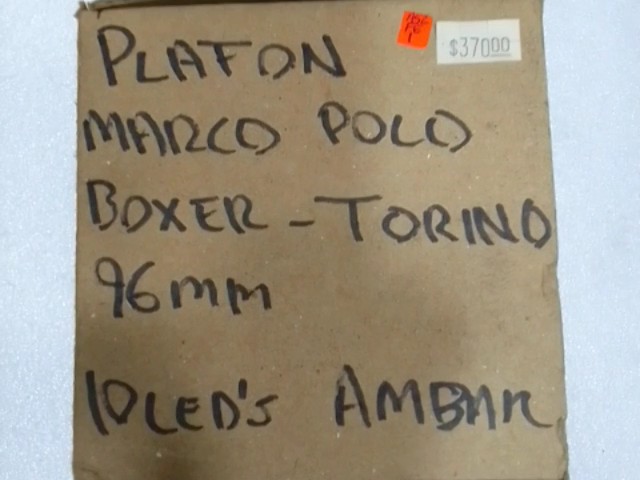 $370.00
PLAFON
MARCO POLO
BOXER - TORINO
96mm
10LED'S AMBAR